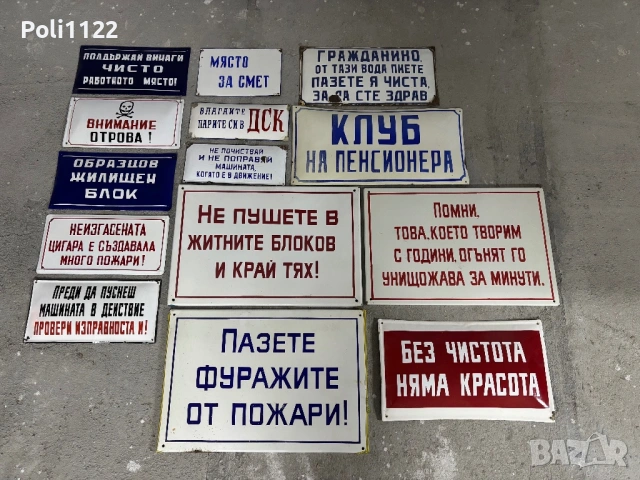 Poli1122
ПОДДЪРЖАЙ ВИНАГИ
ЧИСТО
РАБОТНОТО МЯСТО!
МЯСТО
ЗА СМЕТ
ГРАЖДАНИНО,
ОТ ТАЗИ ВОДА ПИЕТЕ
ПАЗЕТЕ Я ЧИСТА,
ЗА ДА СТЕ ЗДРАВ
ВНИМАНИЕ
ОТРОВА!
ВЛАГАЙТЕ
ПАРИТЕ СИ В ДСК
КЛУБ
НА ПЕНСИОНЕРА
ОБРАЗЦОВ
ЖИЛИЩЕН
БЛОК
НЕ ПОЧИСТВАЙ
И НЕ ПОПРАВЯЙ
МАШИНАТА,
КОГАТО Е В ДВИЖЕНИЕ!
НЕИЗГАСЕНАТА
ЦИГАРА Е СЪЗДАВАЛА
МНОГО ПОЖАРИ!
НЕ ПУШЕТЕ В
ЖИТНИТЕ БЛОКОВЕ
И КРАЙ ТЯХ!
ПОМНИ,
ТОВА, КОЕТО ТВОРИМ
С ГОДИНИ, ОГЪНЯТ ГО
УНИЩОЖАВА ЗА МИНУТИ.
ПРЕДИ ДА ПУСНЕШ
МАШИНАТА В ДЕЙСТВИЕ
ПРОВЕРИ ИЗПРАВНОСТА И!
ПАЗЕТЕ
ФУРАЖИТЕ
ОТ ПОЖАРИ!
БЕЗ ЧИСТОТА
НЯМА КРАСОТА
BAZAR